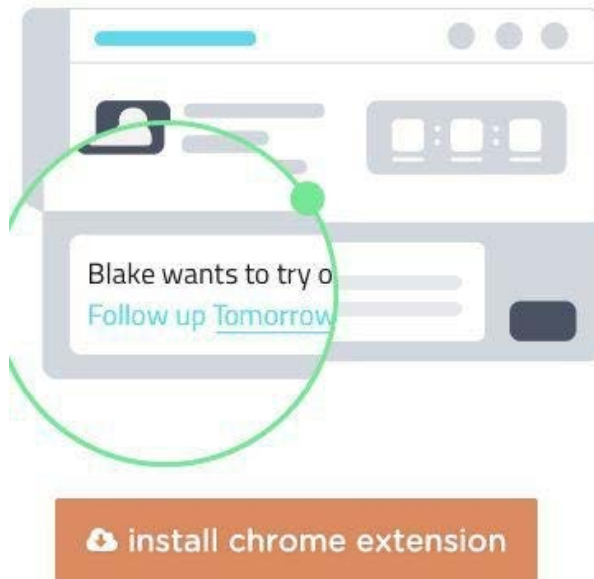 Blake wants to try o
Follow up Tomorrow
install chrome extension